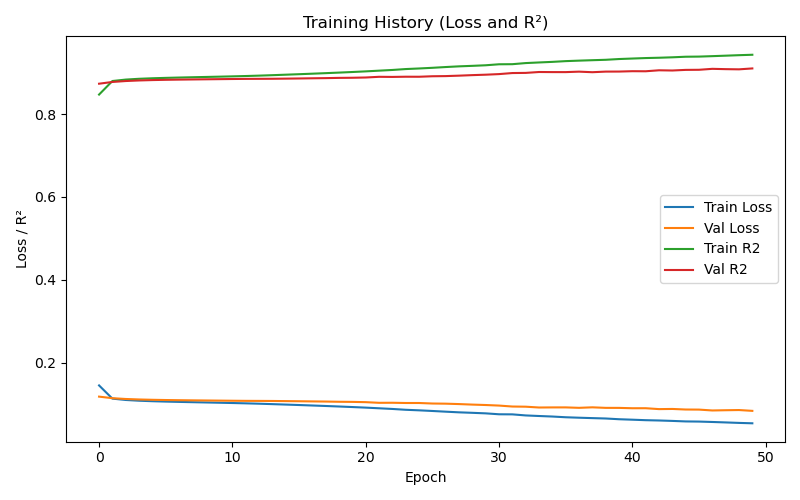 Training History (Loss and R²)
Loss / R²
0.8
0.6
0.4
0.2
Train Loss
Val Loss
Train R2
Val R2
0 10 20 30 40 50
Epoch